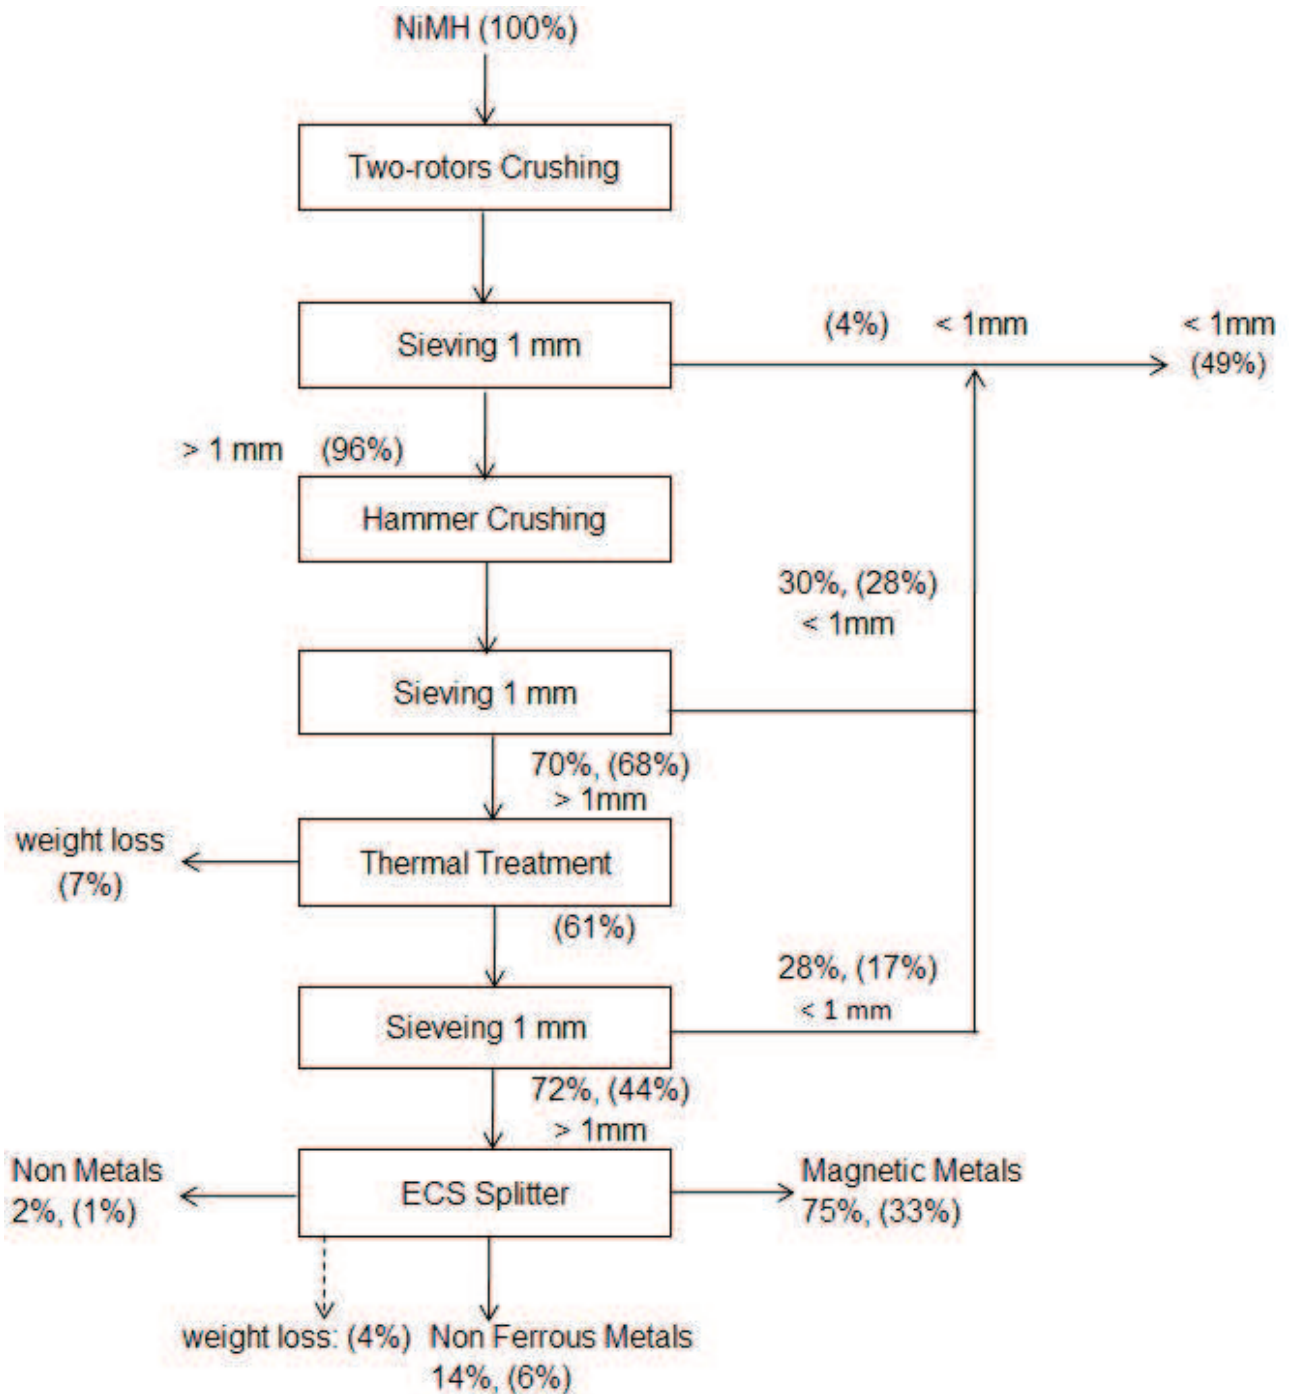 NiMH (100%)
Two-rotors Crushing
Sieving 1 mm
(4%) < 1mm
< 1mm
(49%)
> 1 mm (96%)
Hammer Crushing
30%, (28%)
< 1mm
Sieving 1 mm
70%, (68%)
> 1mm
weight loss
(7%)
Thermal Treatment
(61%)
28%, (17%)
< 1 mm
Sieveing 1 mm
72%, (44%)
> 1mm
Non Metals
2%, (1%)
ECS Splitter
Magnetic Metals
75%, (33%)
weight loss: (4%)
Non Ferrous Metals
14%, (6%)